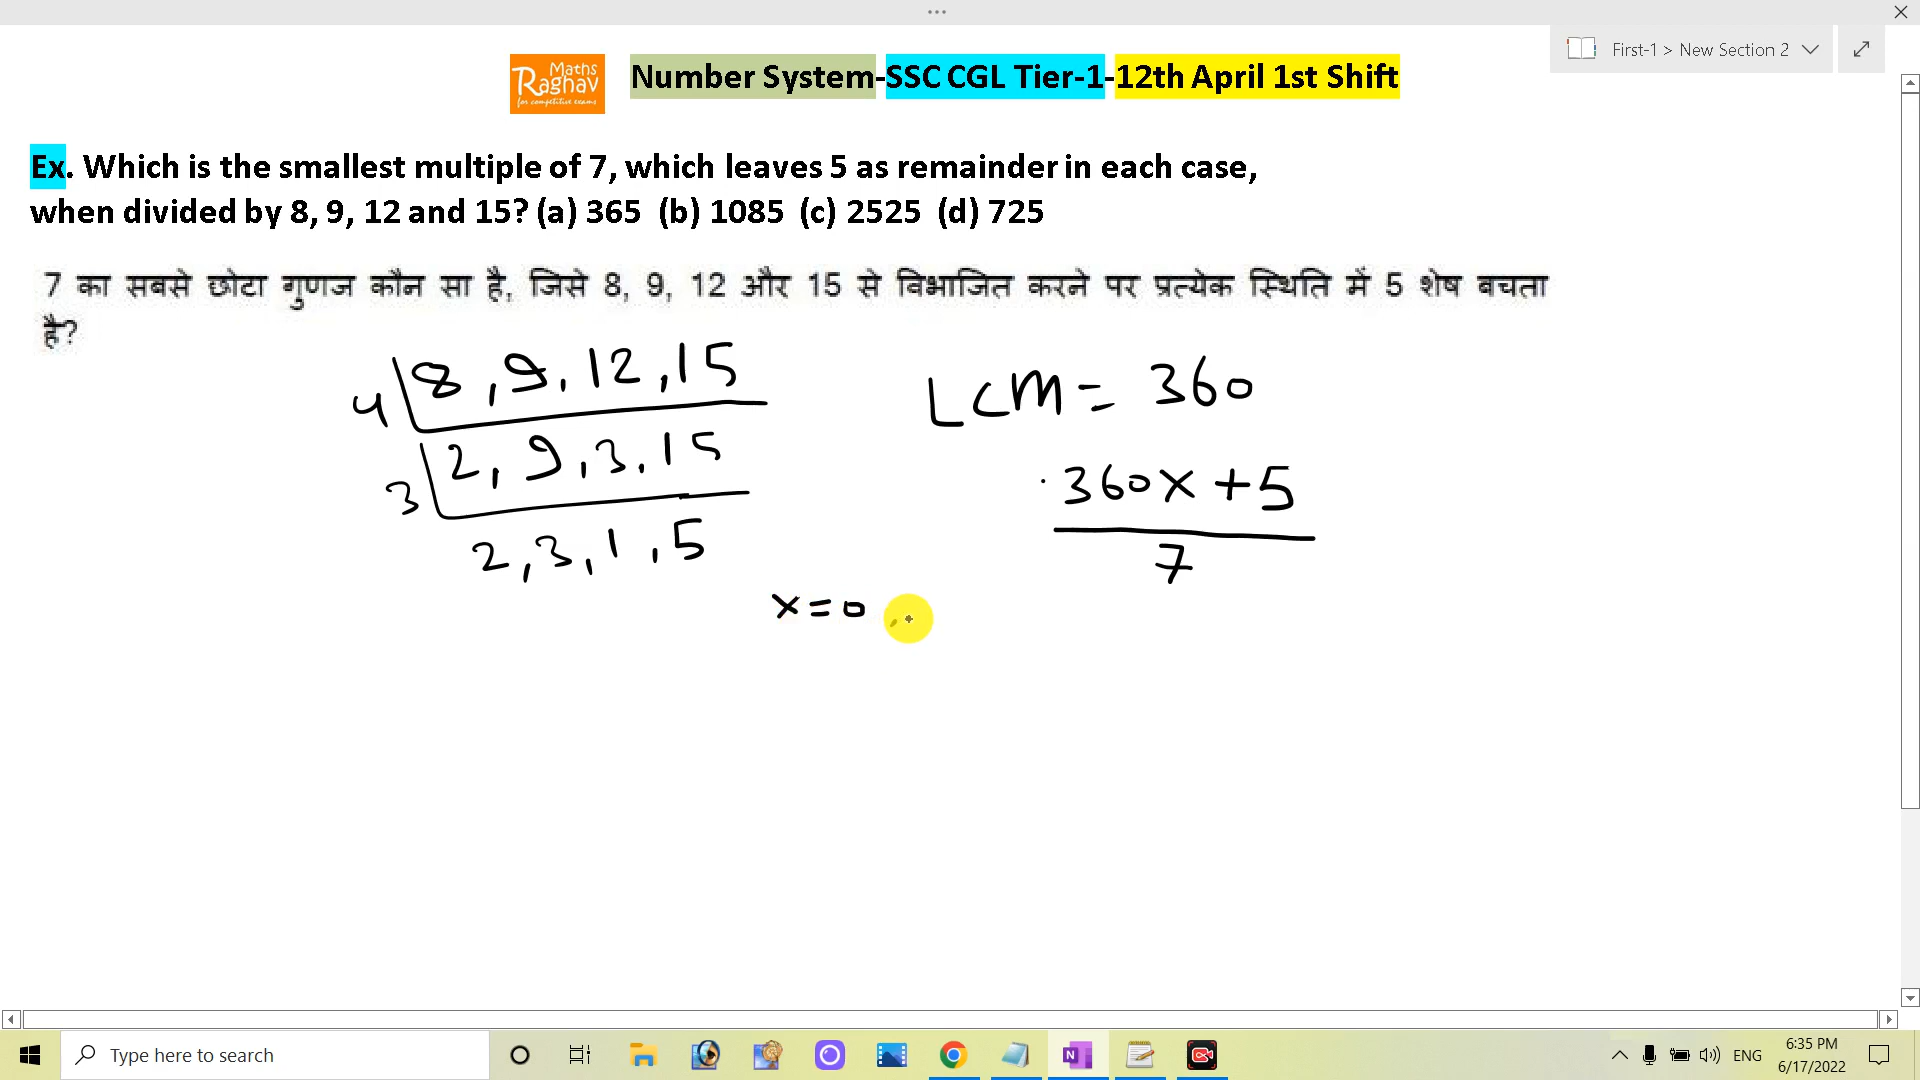 First-1 > New Section 2
Maths
Raghav
for competitive exams
Number System-SSC CGL Tier-1-12th April 1st Shift
Ex. Which is the smallest multiple of 7, which leaves 5 as remainder in each case,
when divided by 8, 9, 12 and 15? (a) 365 (b) 1085 (c) 2525 (d) 725
7 का सबसे छोटा गुणज कौन सा है, जिसे 8, 9, 12 और 15 से विभाजित करने पर प्रत्येक स्थिति में 5 शेष बचता
है?
4 8, 9, 12, 15
LCM = 360
3 2, 9, 3, 15
360x + 5
2, 3, 1, 5
7
x = 0 ,
Type here to search
ENG
6:35 PM
6/17/2022